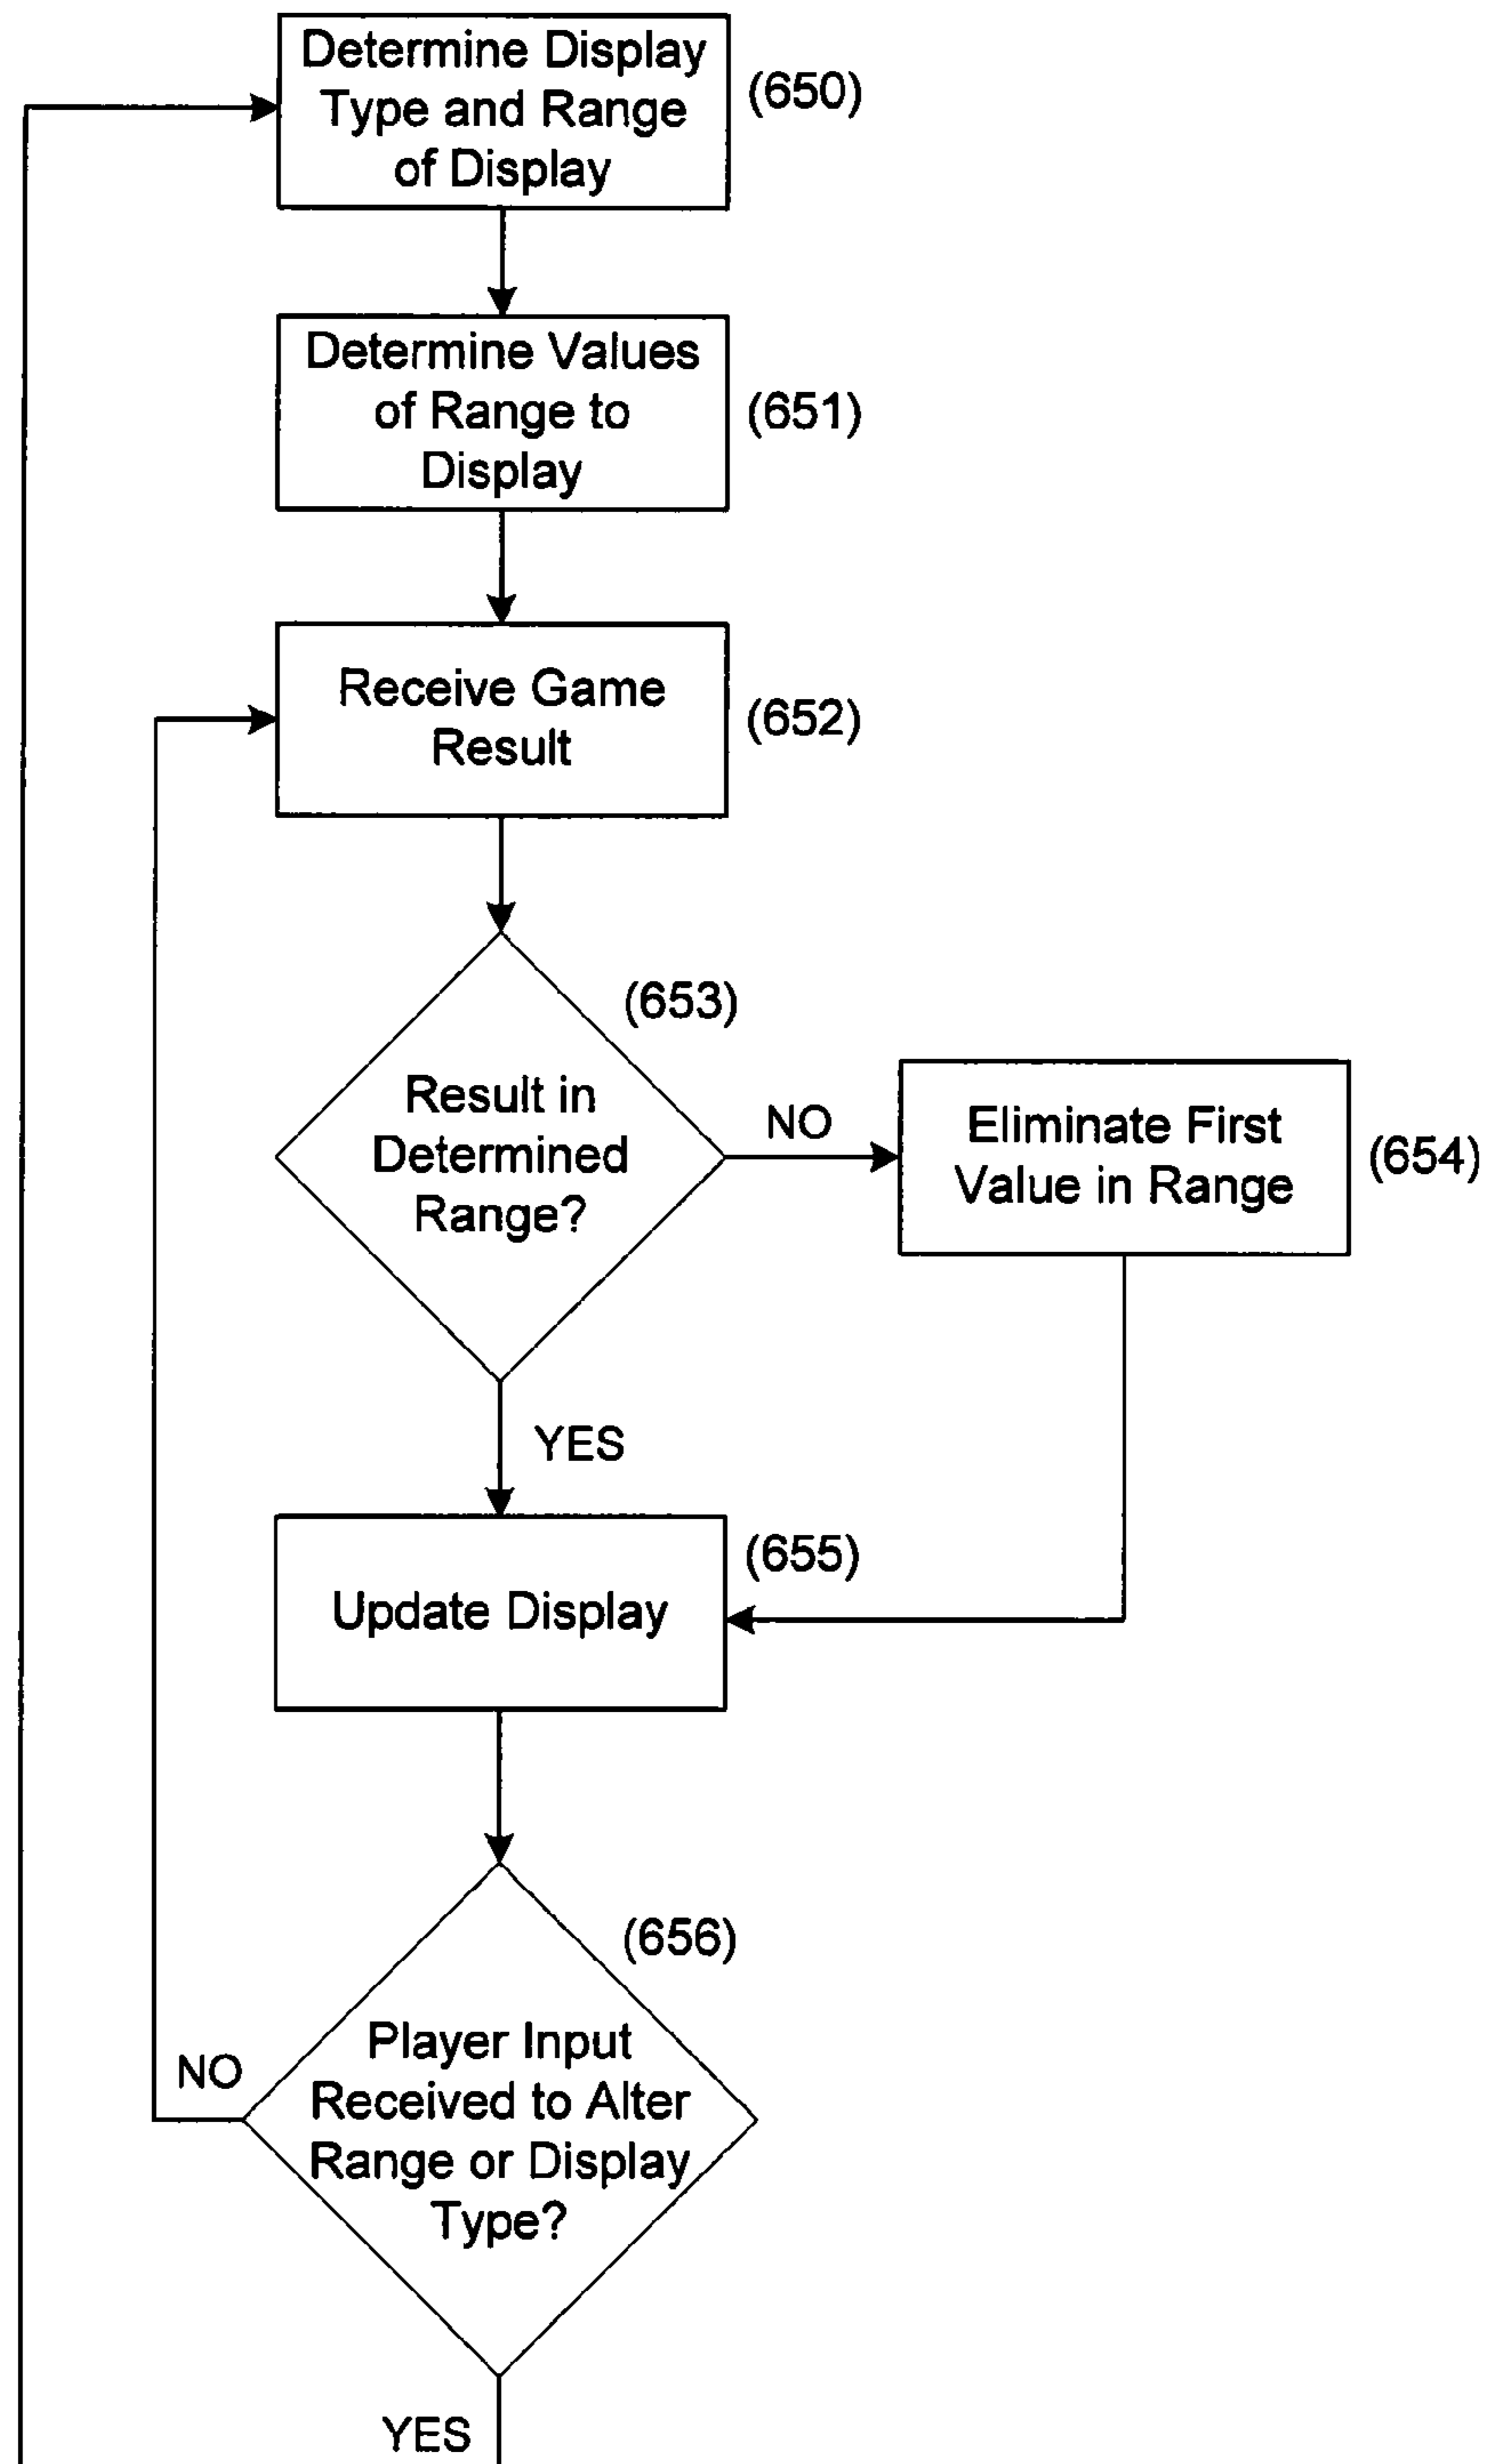 Determine Display
Type and Range
of Display
(650)
Determine Values
of Range to
Display
(651)
Receive Game
Result
(652)
(653)
Result in
Determined
Range?
NO
Eliminate First
Value in Range
(654)
YES
(655)
Update Display
(656)
Player Input
Received to Alter
Range or Display
Type?
NO
YES